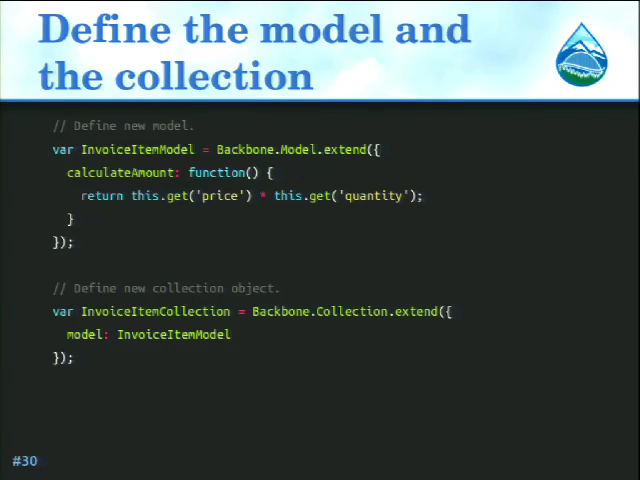 Define the model and
the collection
// Define new model.
var InvoiceItemModel = Backbone.Model.extend({
calculateAmount: function() {
return this.get('price') * this.get('quantity');
}
});
// Define new collection object.
var InvoiceItemCollection = Backbone.Collection.extend({
model: InvoiceItemModel
});
#30